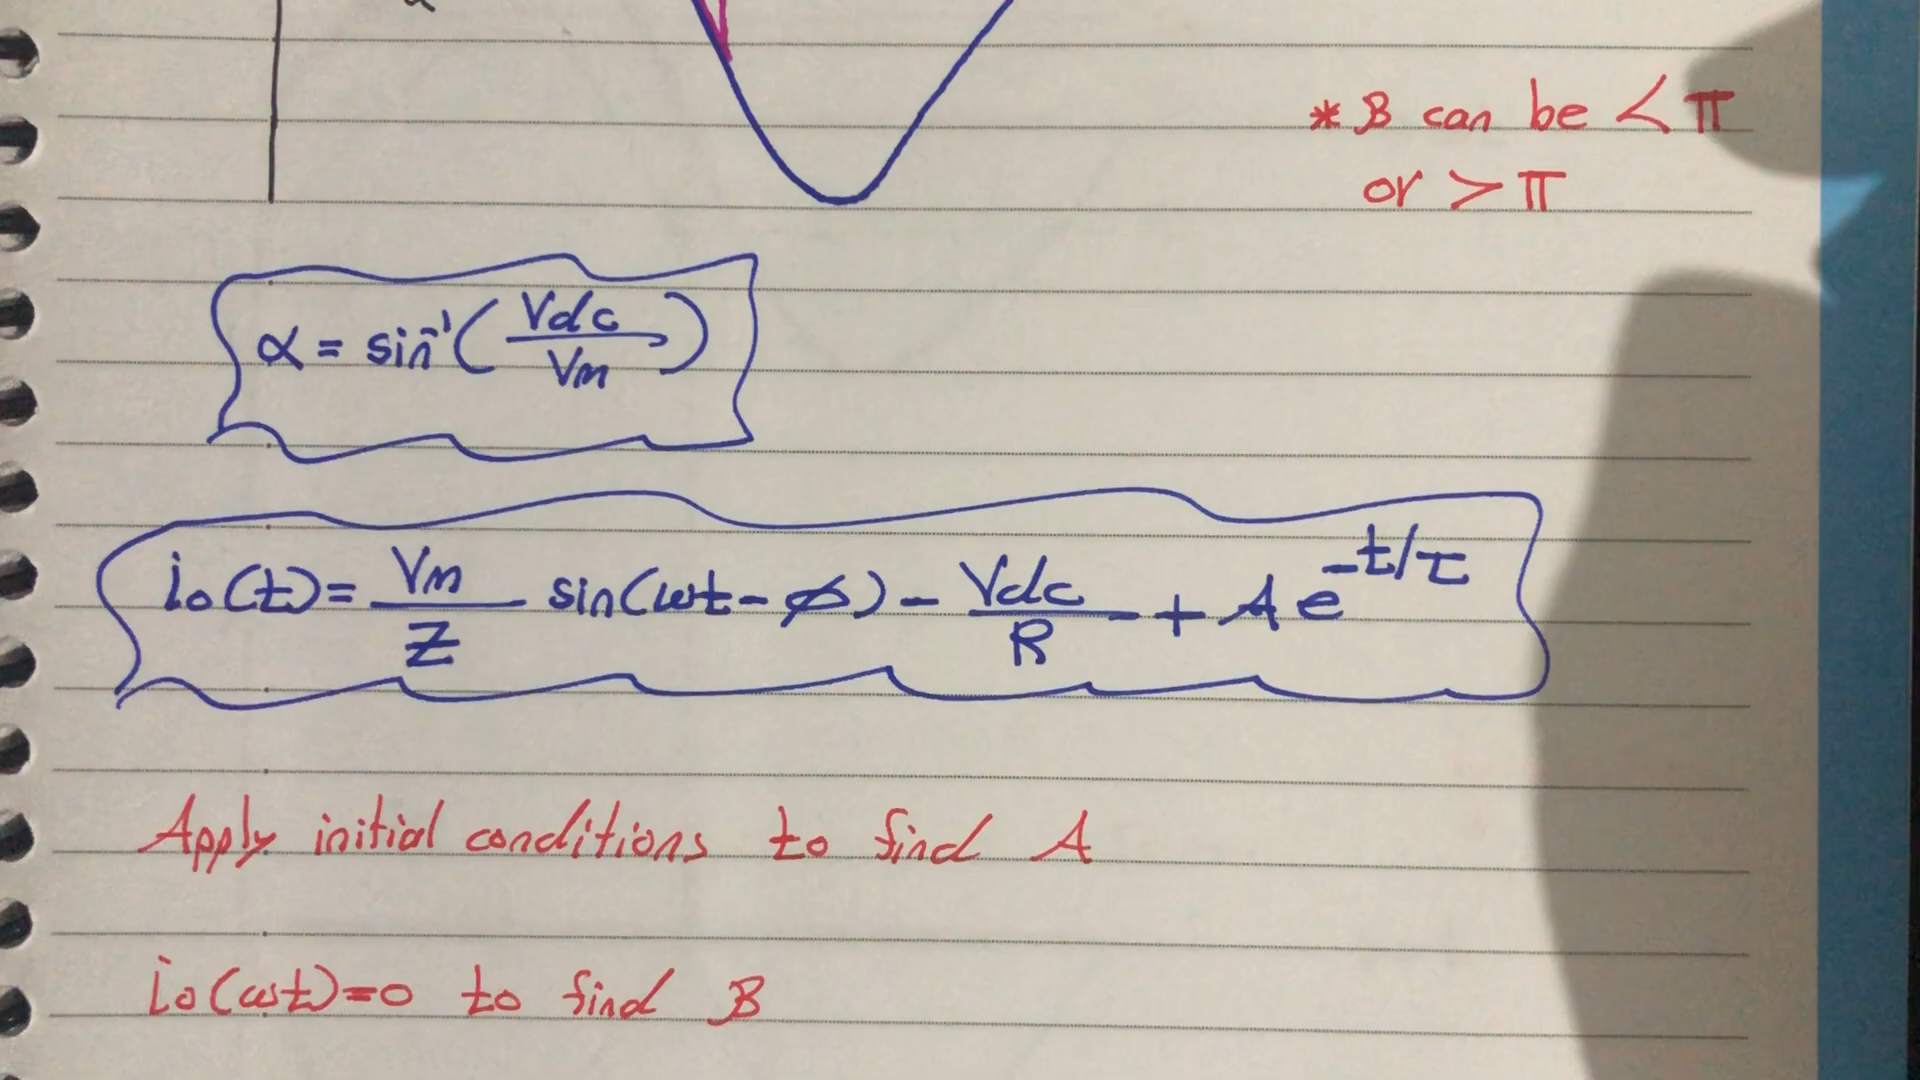 * B can be < π
or > π
α = sin⁻¹(Vdc/Vm)
io(t) = Vm/Z sin(ωt - φ) - Vdc/R + A e^-t/τ
Apply initial conditions to find A
io(ωt)=0 to find B